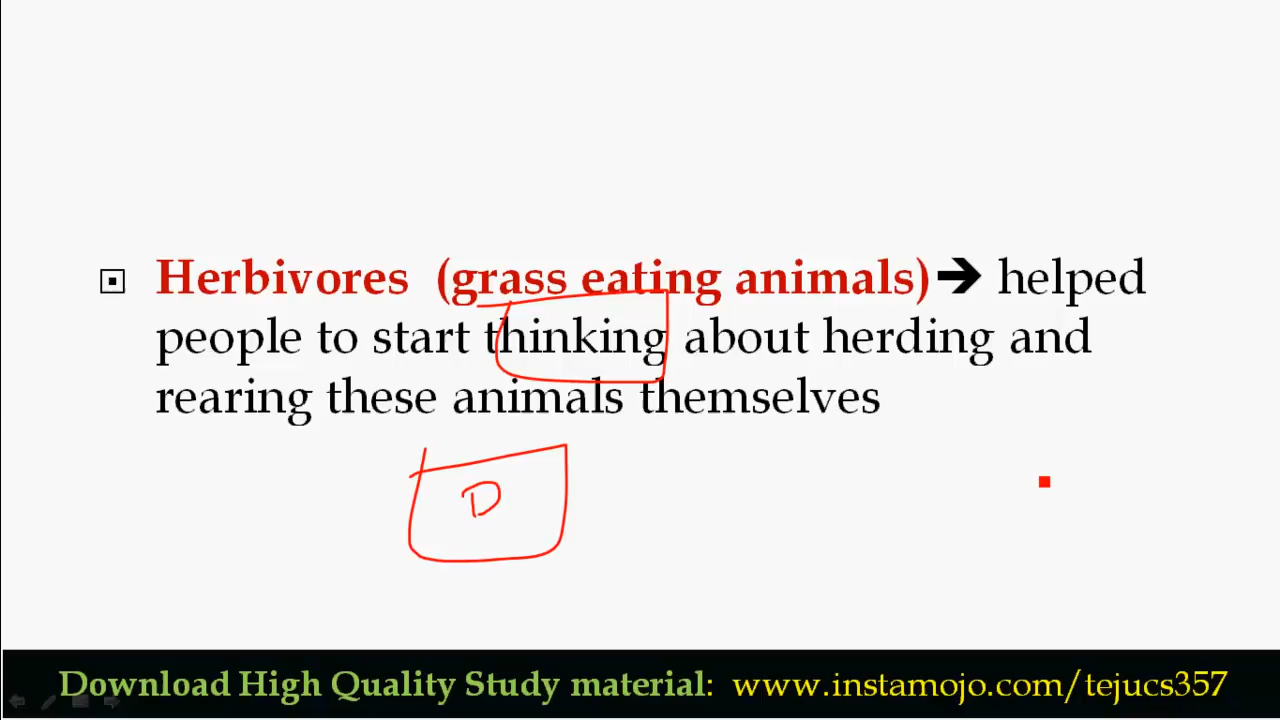 Herbivores (grass eating animals)➔ helped
people to start thinking about herding and
rearing these animals themselves
D
Download High Quality Study material: www.instamojo.com/tejucs357